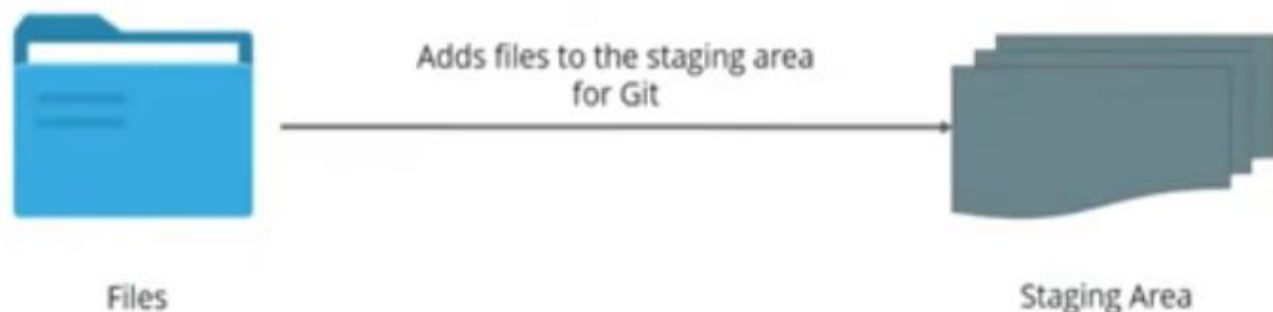 Adds files to the staging area
for Git
Files
Staging Area